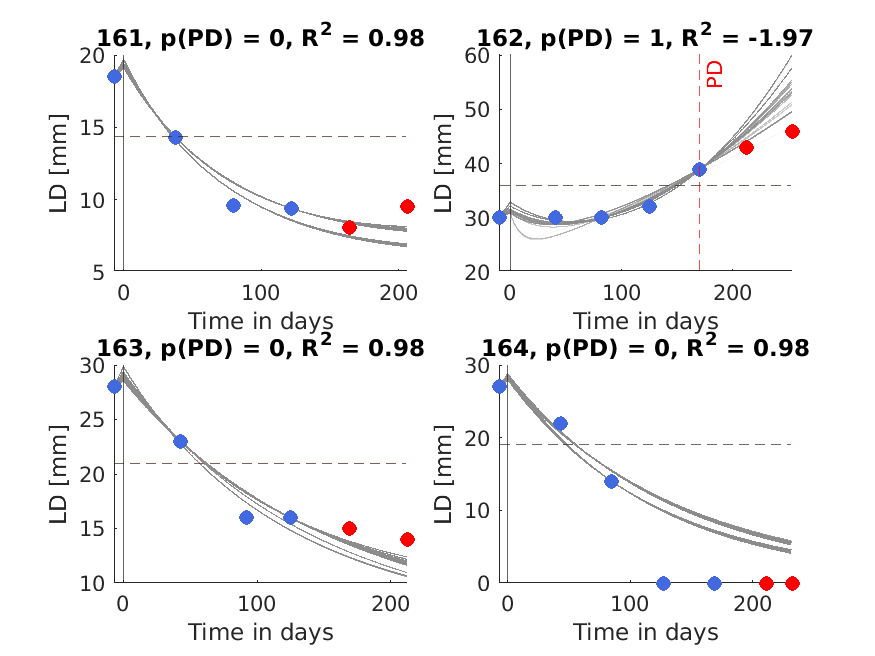 161, p(PD) = 0, R² = 0.98
20
15
10
5
LD [mm]
0
100
200
Time in days
162, p(PD) = 1, R² = -1.97
PD
60
50
40
30
20
LD [mm]
0
100
200
Time in days
163, p(PD) = 0, R² = 0.98
30
25
20
15
10
LD [mm]
0
100
200
Time in days
164, p(PD) = 0, R² = 0.98
30
20
10
0
LD [mm]
0
100
200
Time in days